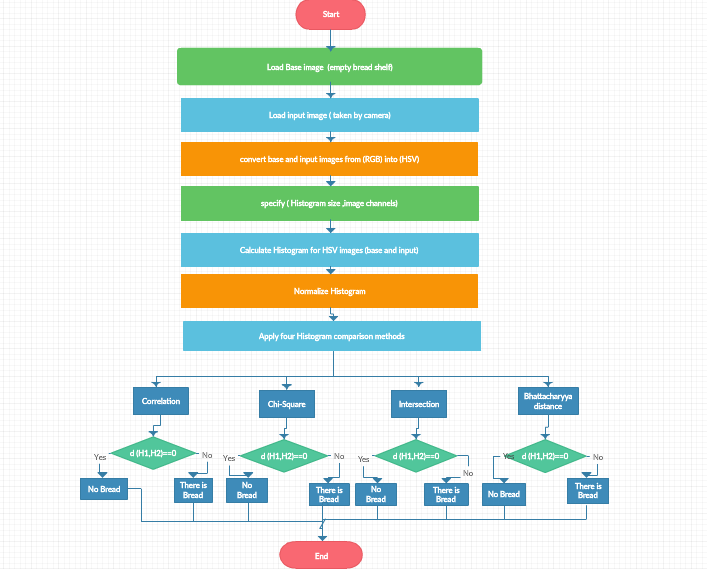 Start
Load Base image (empty bread shelf)
Load input image ( taken by camera)
convert base and input images from (RGB) into (HSV)
specify ( Histogram size ,image channels)
Calculate Histogram for HSV images (base and input)
Normalize Histogram
Apply four Histogram comparison methods
Correlation
Chi-Square
Intersection
Bhattacharyya
distance
d (H1,H2)==0
d (H1,H2)==0
d (H1,H2)==0
d (H1,H2)==0
Yes
No
Yes
No
Yes
No
Yes
No
No Bread
There is
Bread
No
Bread
There is
Bread
No
Bread
There is
Bread
No Bread
There is
Bread
End